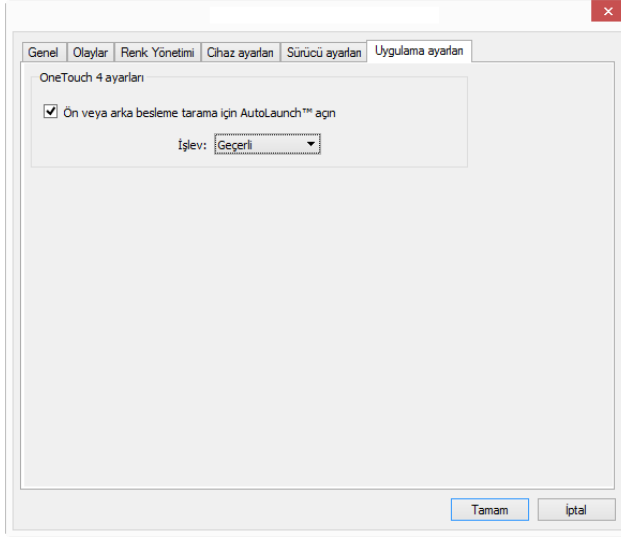 Genel Olaylar Renk Yönetimi Cihaz ayarları Sürücü ayarları Uygulama ayarları
OneTouch 4 ayarları
Ön veya arka besleme tarama için AutoLaunch™ açın
İşlev: Geçerli
Tamam İptal